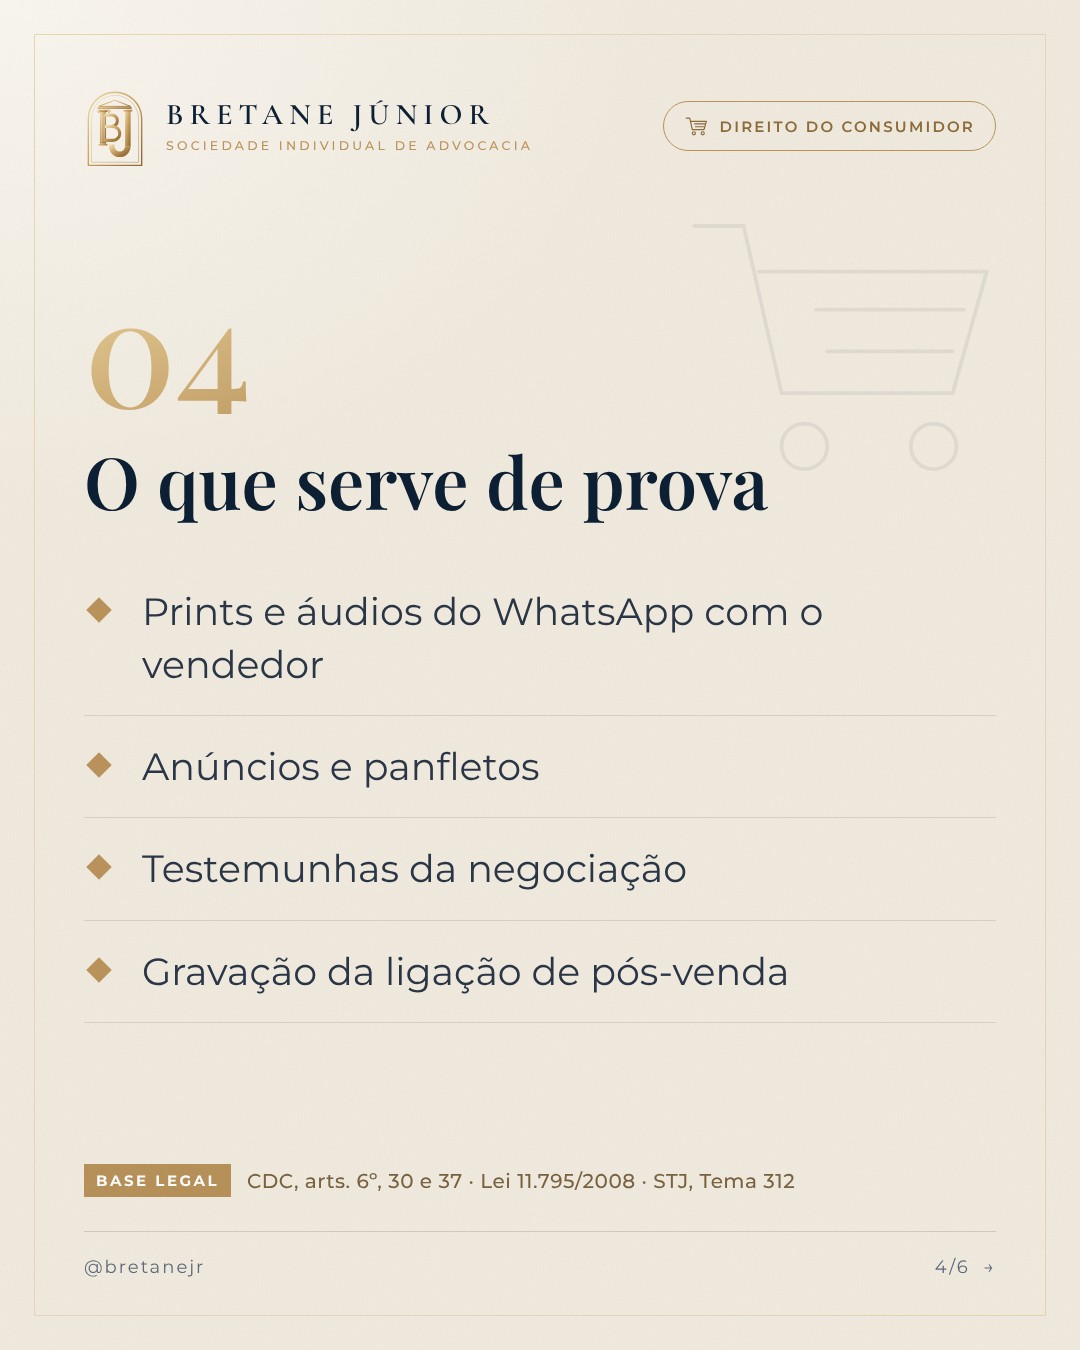 BJ
BRETANE JÚNIOR
SOCIEDADE INDIVIDUAL DE ADVOCACIA
DIREITO DO CONSUMIDOR
04
O que serve de prova
Prints e áudios do WhatsApp com o
vendedor
Anúncios e panfletos
Testemunhas da negociação
Gravação da ligação de pós-venda
BASE LEGAL CDC, arts. 6º, 30 e 37 · Lei 11.795/2008 · STJ, Tema 312
@bretanejr
4/6 →